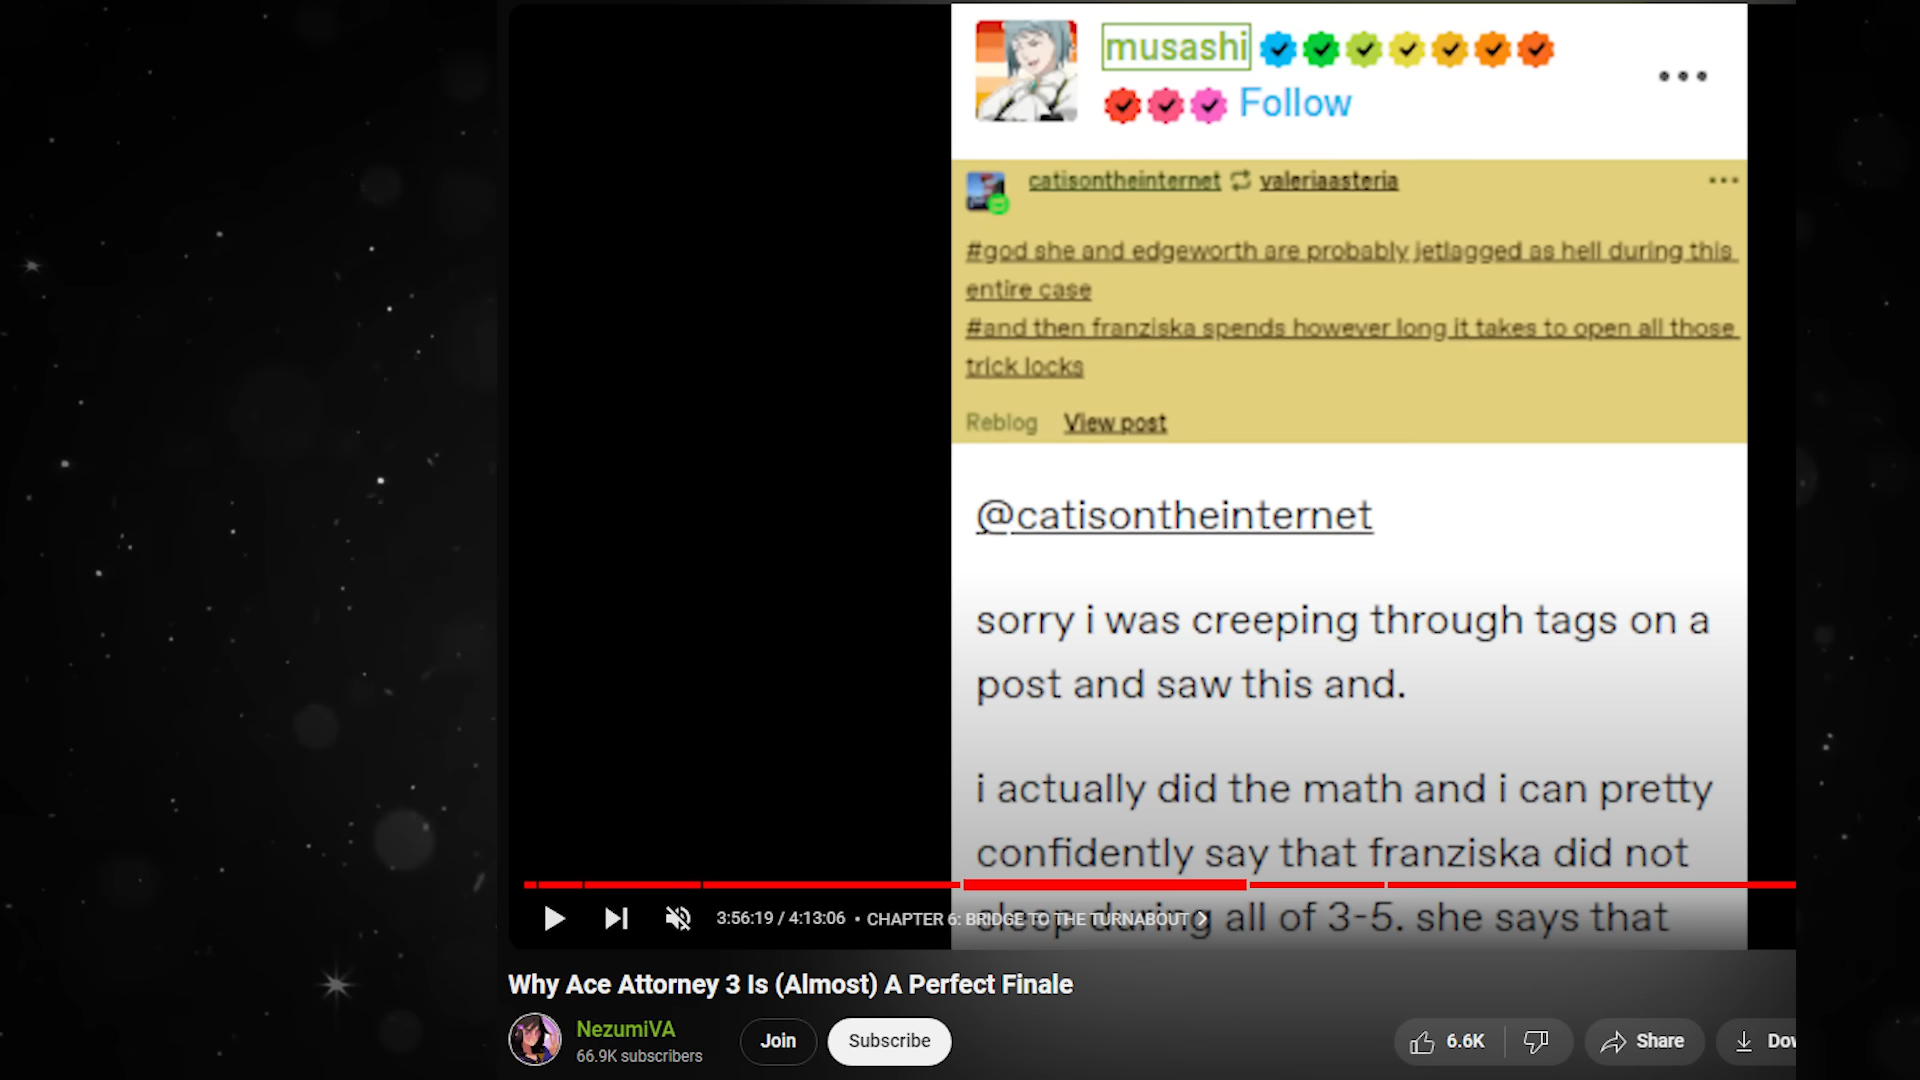 musashi
Follow
catisontheinternet valeriaasteria
#god she and edgeworth are probably jetlagged as hell during this
entire case
#and then franziska spends however long it takes to open all those
trick locks
Reblog View post
@catisontheinternet
sorry i was creeping through tags on a
post and saw this and.
i actually did the math and i can pretty
confidently say that franziska did not
sleep during all of 3-5. she says that
3:56:19 / 4:13:06 • CHAPTER 6: BRIDGE TO THE TURNABOUT
Why Ace Attorney 3 Is (Almost) A Perfect Finale
NezumiVA
66.9K subscribers
Join
Subscribe
6.6K
Share
Dow